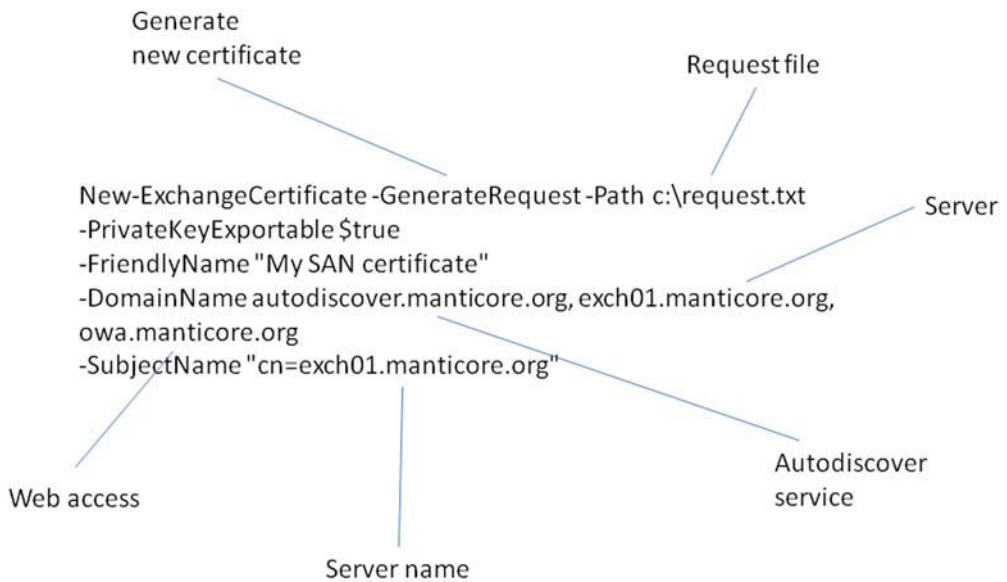 Generate
new certificate
Request file
New-ExchangeCertificate -GenerateRequest -Path c:\request.txt
-PrivateKeyExportable $true
Server
-FriendlyName "My SAN certificate"
-DomainName autodiscover.manticore.org, exch01.manticore.org,
owa.manticore.org
-SubjectName "cn=exch01.manticore.org"
Autodiscover
service
Web access
Server name